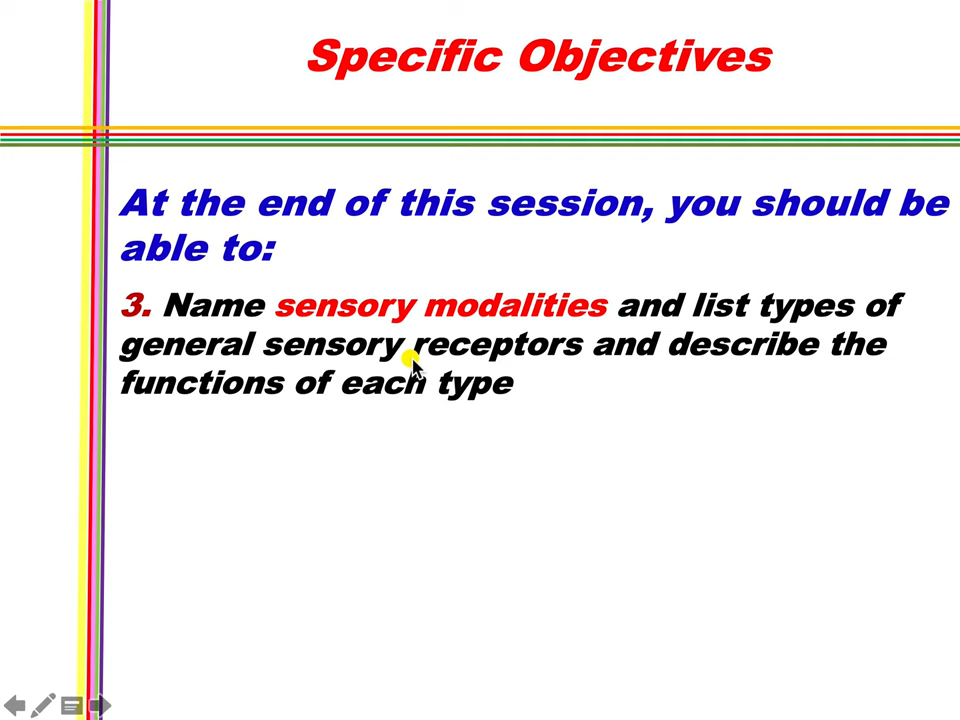 Specific Objectives
At the end of this session, you should be
able to:
3. Name sensory modalities and list types of
general sensory receptors and describe the
functions of each type